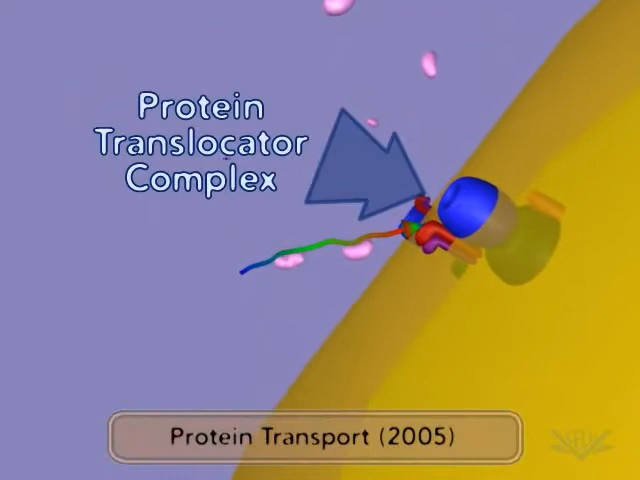 Protein
Translocator
Complex
Protein Transport (2005)